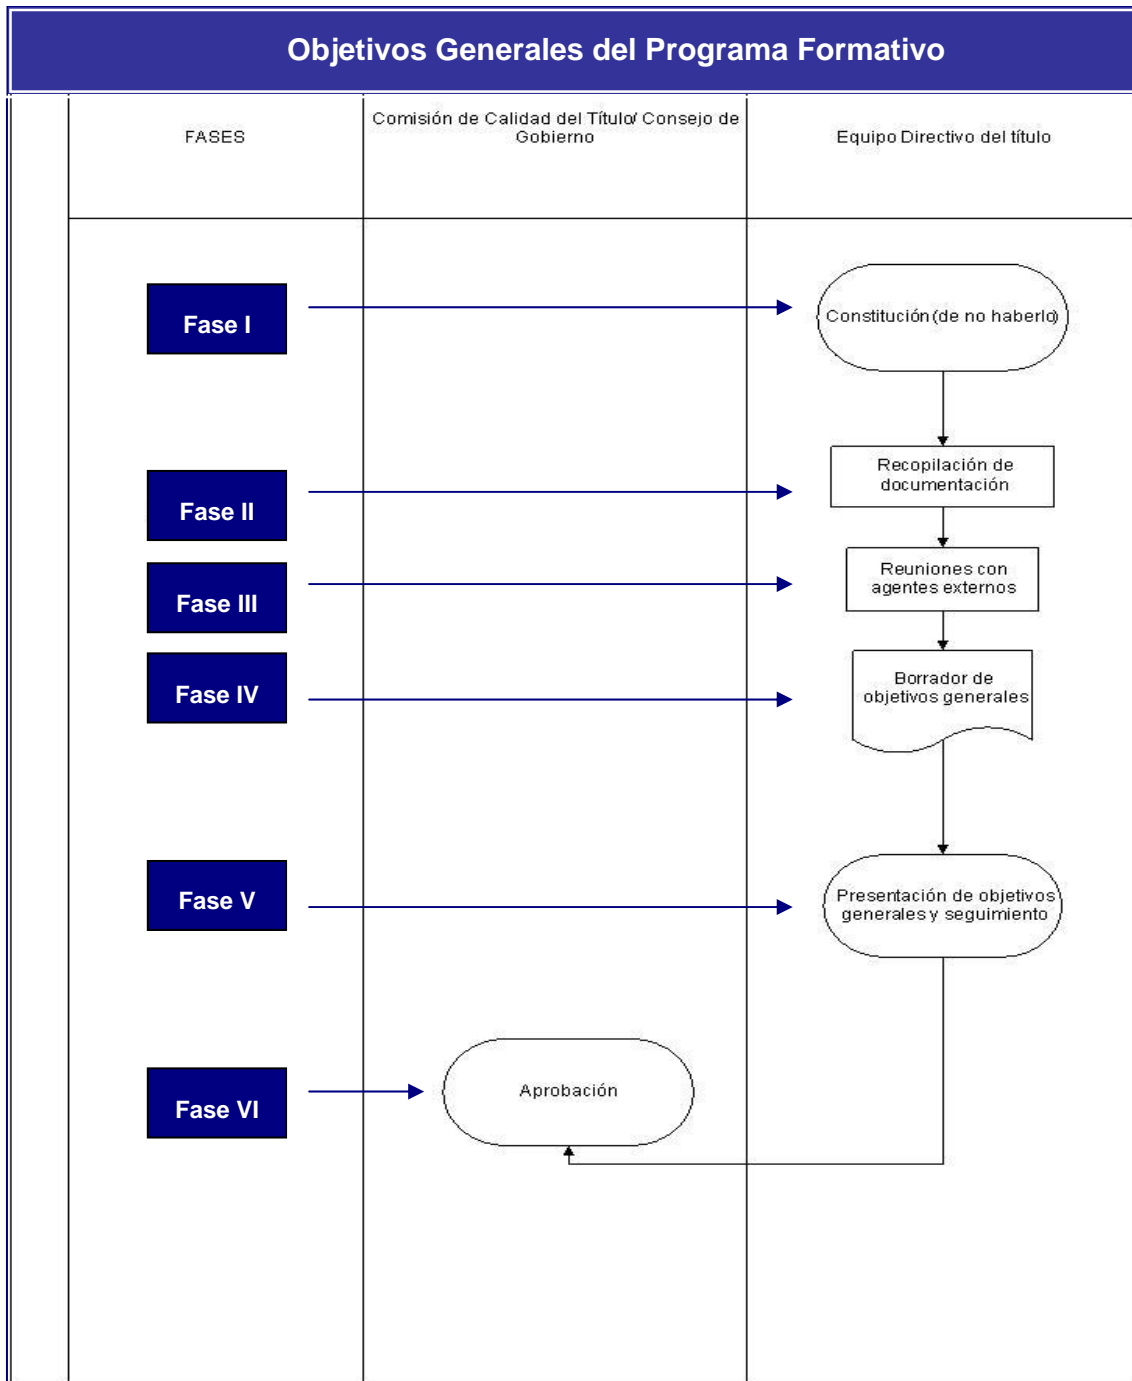 Objetivos Generales del Programa Formativo
FASES
Comisión de Calidad del Título/ Consejo de
Gobierno
Equipo Directivo del título
Fase I
Constitución (de no haberlo)
Fase II
Recopilación de
documentación
Fase III
Reuniones con
agentes externos
Fase IV
Borrador de
objetivos generales
Fase V
Presentación de objetivos
generales y seguimiento
Fase VI
Aprobación